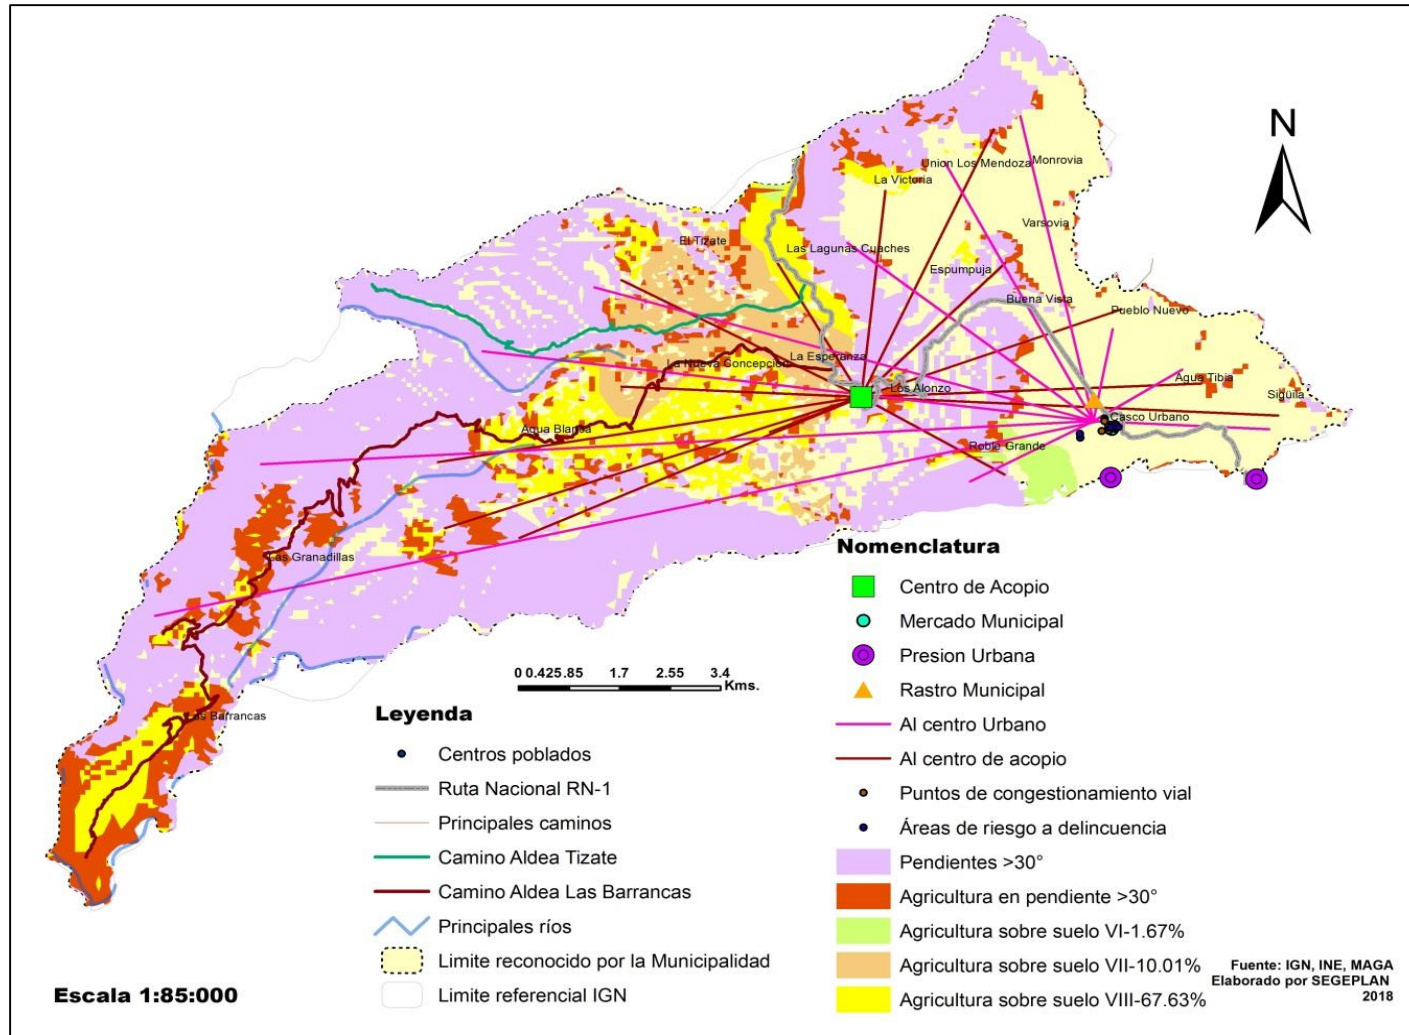 N
Union Los Mendoza
Monrovia
La Victoria
Varsovia
El Tizate
Las Lagunas Cuaches
Espumpuja
Buena Vista
Pueblo Nuevo
La Esperanza
La Nueva Concepcion
Los Alonzo
Agua Tibia
Siguila
Casco Urbano
Agua Blanca
Roble Grande
Las Granadillas
Las Barrancas
0 0.425.85 1.7 2.55 3.4
Kms.
Leyenda
Centros poblados
Ruta Nacional RN-1
Principales caminos
Camino Aldea Tizate
Camino Aldea Las Barrancas
Principales ríos
Limite reconocido por la Municipalidad
Limite referencial IGN
Nomenclatura
Centro de Acopio
Mercado Municipal
Presion Urbana
Rastro Municipal
Al centro Urbano
Al centro de acopio
Puntos de congestionamiento vial
Áreas de riesgo a delincuencia
Pendientes >30°
Agricultura en pendiente >30°
Agricultura sobre suelo VI-1.67%
Agricultura sobre suelo VII-10.01%
Agricultura sobre suelo VIII-67.63%
Escala 1:85:000
Fuente: IGN, INE, MAGA
Elaborado por SEGEPLAN
2018